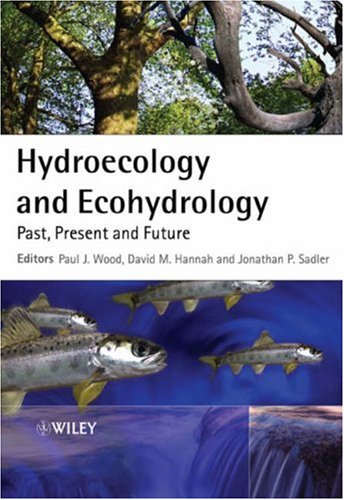 Hydroecology
and Ecohydrology
Past, Present and Future
Editors Paul J. Wood, David M. Hannah and Jonathan P. Sadler
WILEY